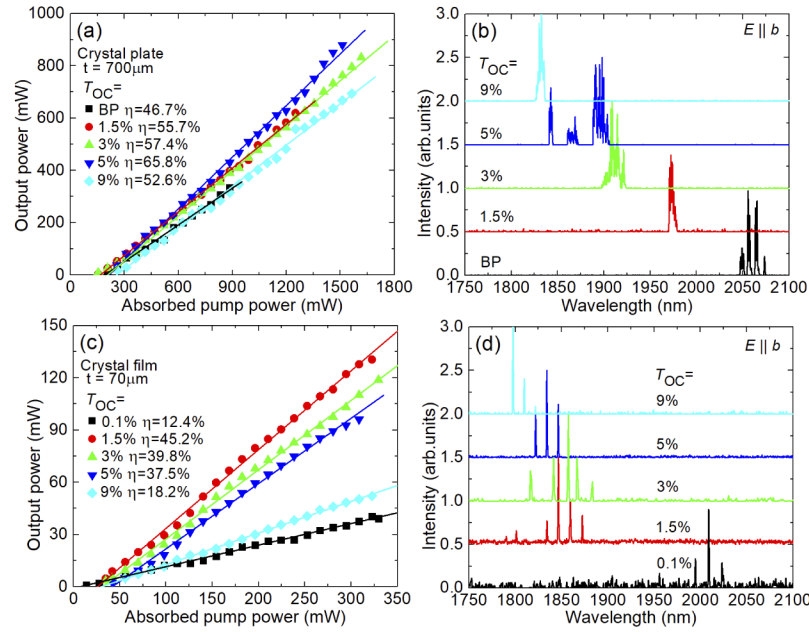 (a)
Crystal plate
t = 700μm
T_OC=
BP η=46.7%
1.5% η=55.7%
3% η=57.4%
5% η=65.8%
9% η=52.6%
Output power (mW)
1000
800
600
400
200
0
0 300 600 900 1200 1500 1800
Absorbed pump power (mW)
(b)
E || b
T_OC=
9%
5%
3%
1.5%
BP
Intensity (arb.units)
3.0
2.5
2.0
1.5
1.0
0.5
0.0
1750 1800 1850 1900 1950 2000 2050 2100
Wavelength (nm)
(c)
Crystal film
t = 70μm
T_OC=
0.1% η=12.4%
1.5% η=45.2%
3% η=39.8%
5% η=37.5%
9% η=18.2%
Output power (mW)
150
120
90
60
30
0
0 50 100 150 200 250 300 350
Absorbed pump power (mW)
(d)
E || b
T_OC=
9%
5%
3%
1.5%
0.1%
Intensity (arb.units)
3.0
2.5
2.0
1.5
1.0
0.5
0.0
1750 1800 1850 1900 1950 2000 2050 2100
Wavelength (nm)